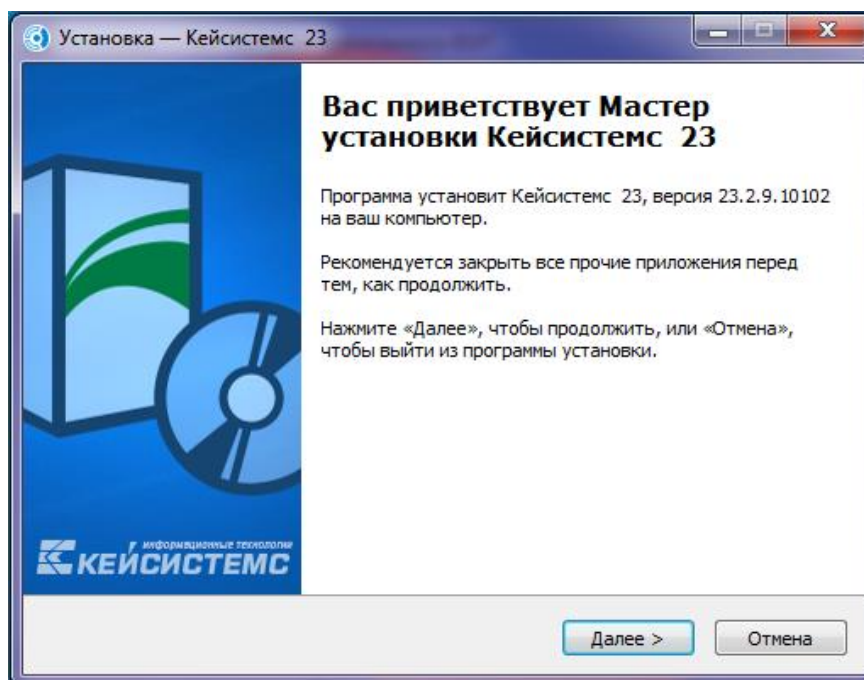 Установка — Кейсистемс 23
Вас приветствует Мастер
установки Кейсистемс 23
Программа установит Кейсистемс 23, версия 23.2.9.10102
на ваш компьютер.
Рекомендуется закрыть все прочие приложения перед
тем, как продолжить.
Нажмите «Далее», чтобы продолжить, или «Отмена»,
чтобы выйти из программы установки.
информационные технологии
КЕЙСИСТЕМС
Далее >
Отмена